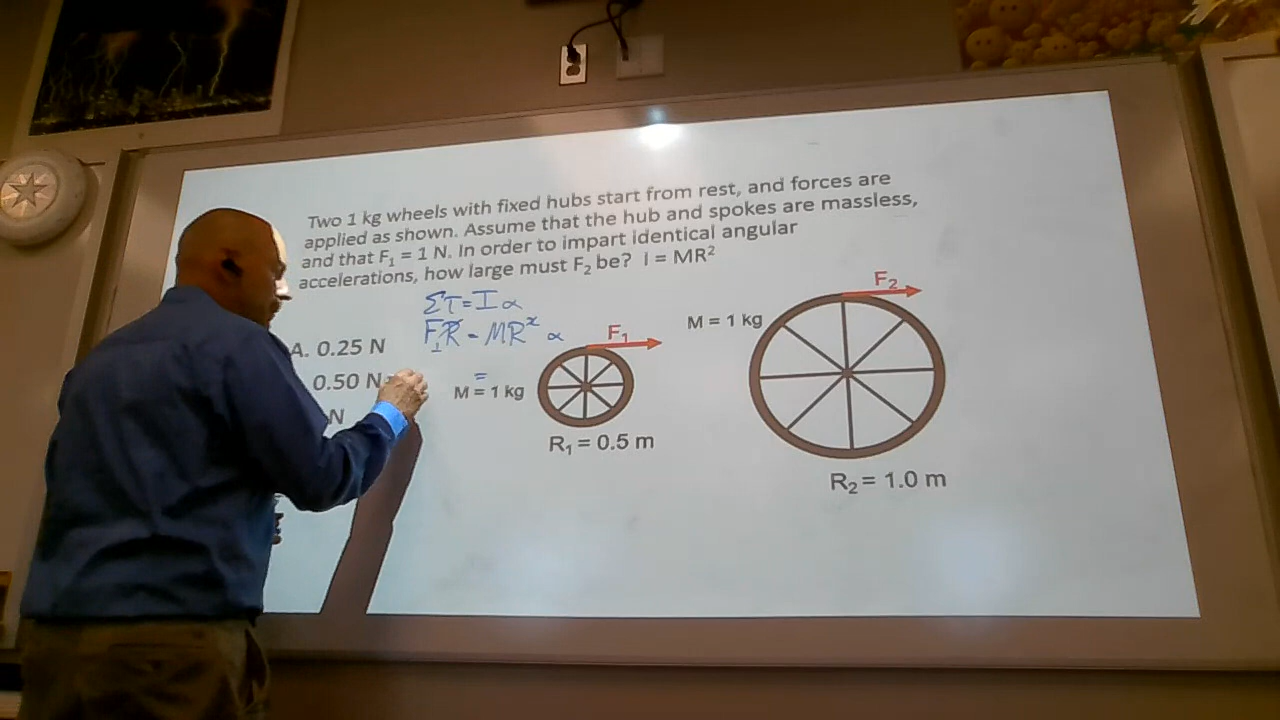 Two 1 kg wheels with fixed hubs start from rest, and forces are
applied as shown. Assume that the hub and spokes are massless,
and that F₁ = 1 N. In order to impart identical angular
accelerations, how large must F₂ be? I = MR²
Στ = I α
F₁R = MR² α
=
A. 0.25 N
0.50 N
N
M = 1 kg
F₁
R₁ = 0.5 m
M = 1 kg
F₂
R₂ = 1.0 m